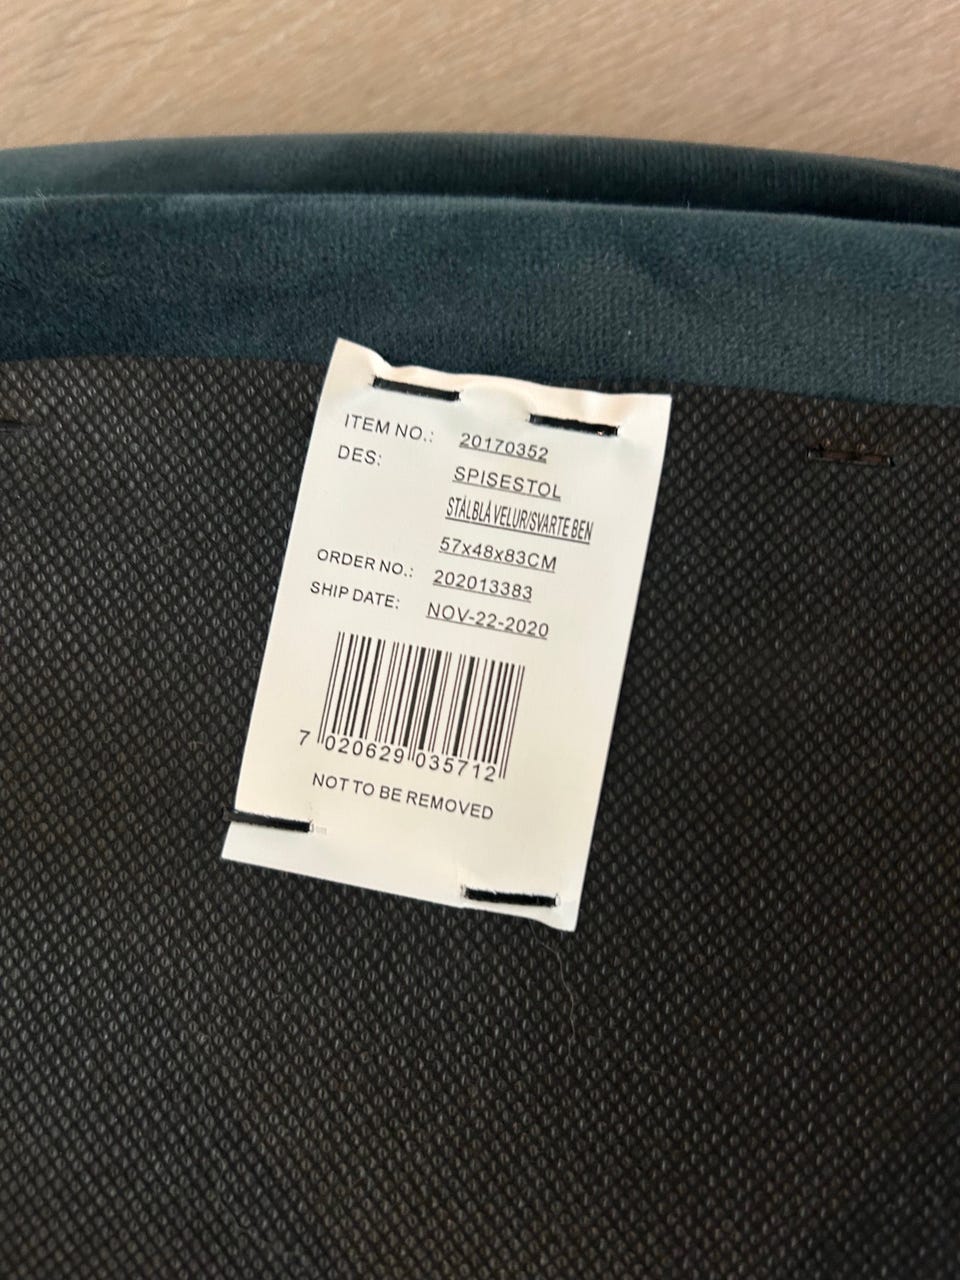 ITEM NO.: 20170352
DES: SPISESTOL
STÅLBLÅ VELUR/SVARTE BEN
57x48x83CM
ORDER NO.: 202013383
SHIP DATE: NOV-22-2020
7 020629 035712
NOT TO BE REMOVED